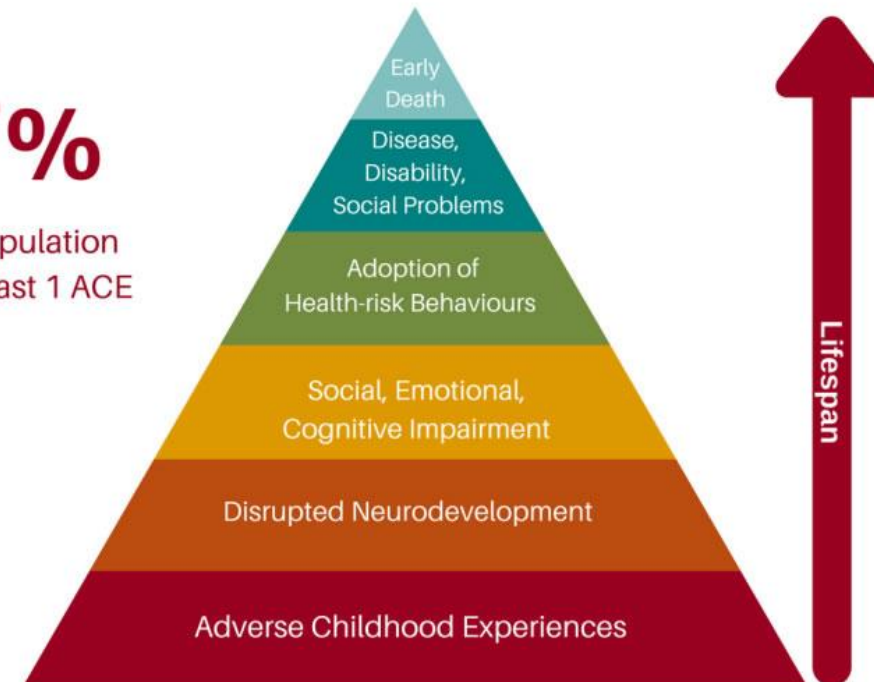 %
ast 1 ACE
Early
Death
Disease,
Disability,
Social Problems
Adoption of
Health-risk Behaviours
Social, Emotional,
Cognitive Impairment
Disrupted Neurodevelopment
Adverse Childhood Experiences
Lifespan